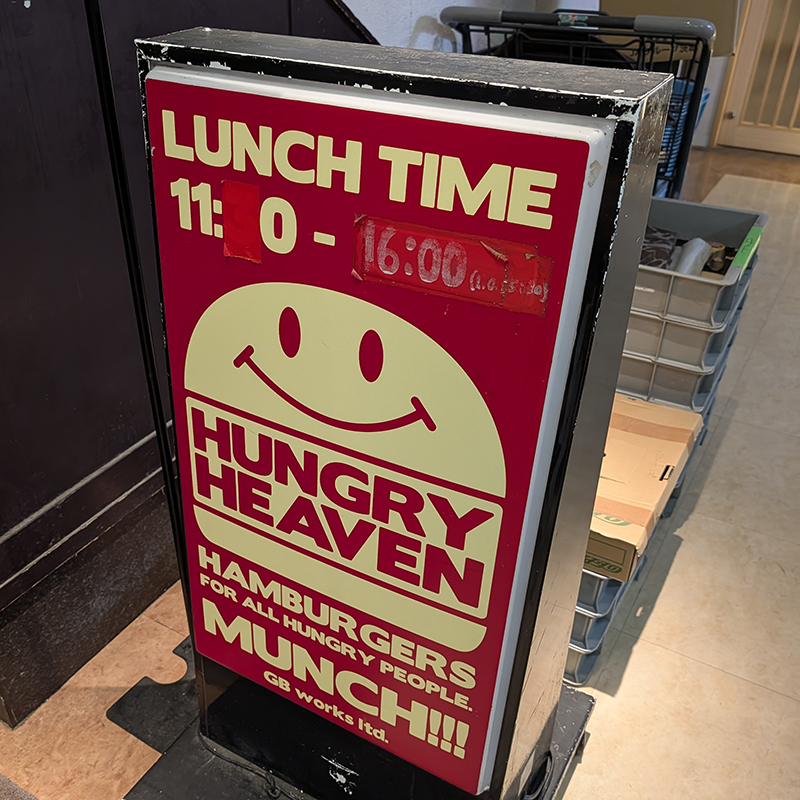 LUNCH TIME
11: 0 - 16:00
HUNGRY
HEAVEN
HAMBURGERS
FOR ALL HUNGRY PEOPLE.
MUNCH!!!
GB works ltd.